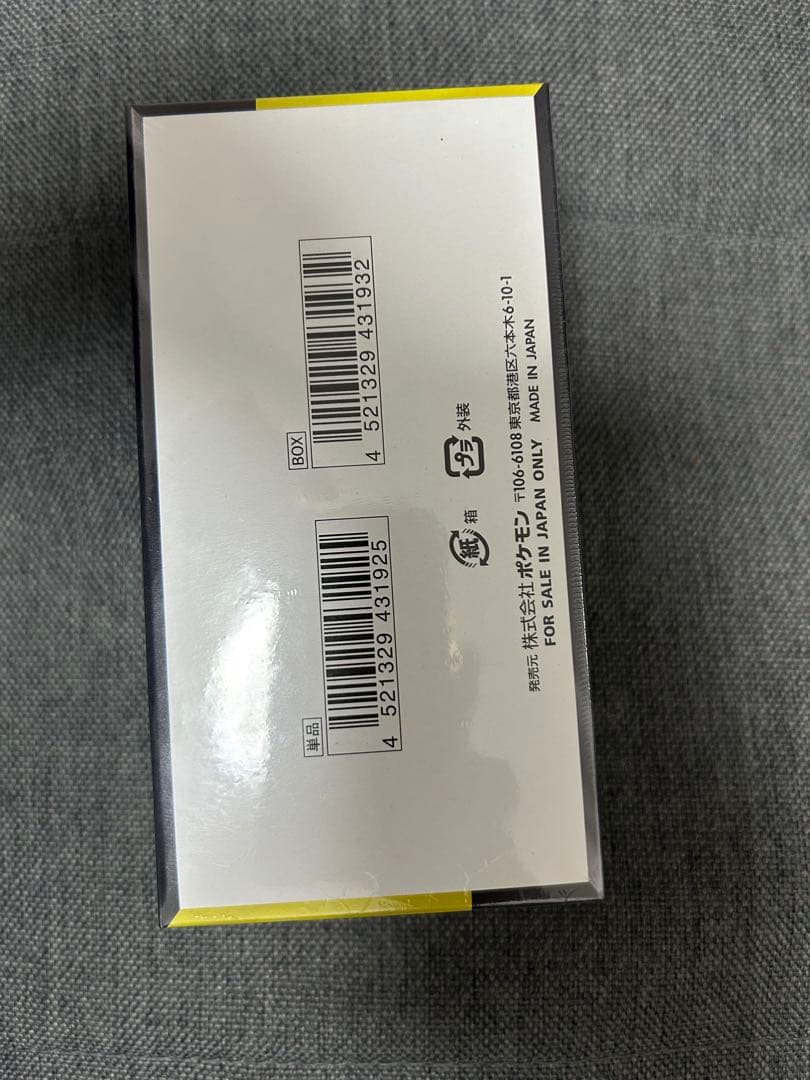 単品
4 521329 431925
BOX
4 521329 431932
紙 箱
プラ 外装
発売元 株式会社ポケモン 〒106-6108 東京都港区六本木6-10-1
FOR SALE IN JAPAN ONLY MADE IN JAPAN